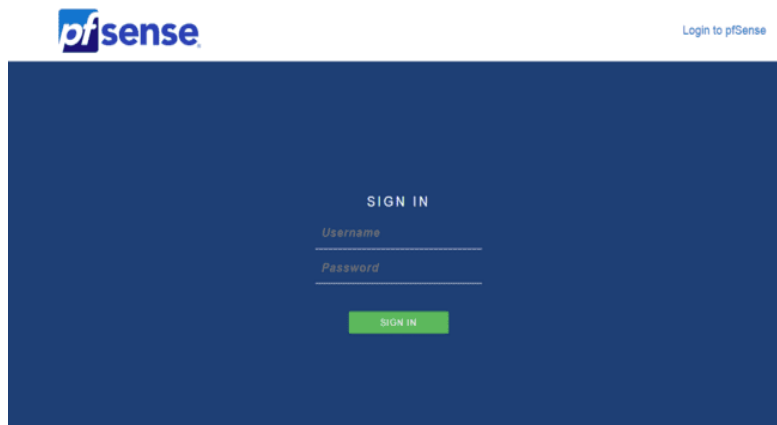 pfsense
Login to pfSense
SIGN IN
Username
Password
SIGN IN